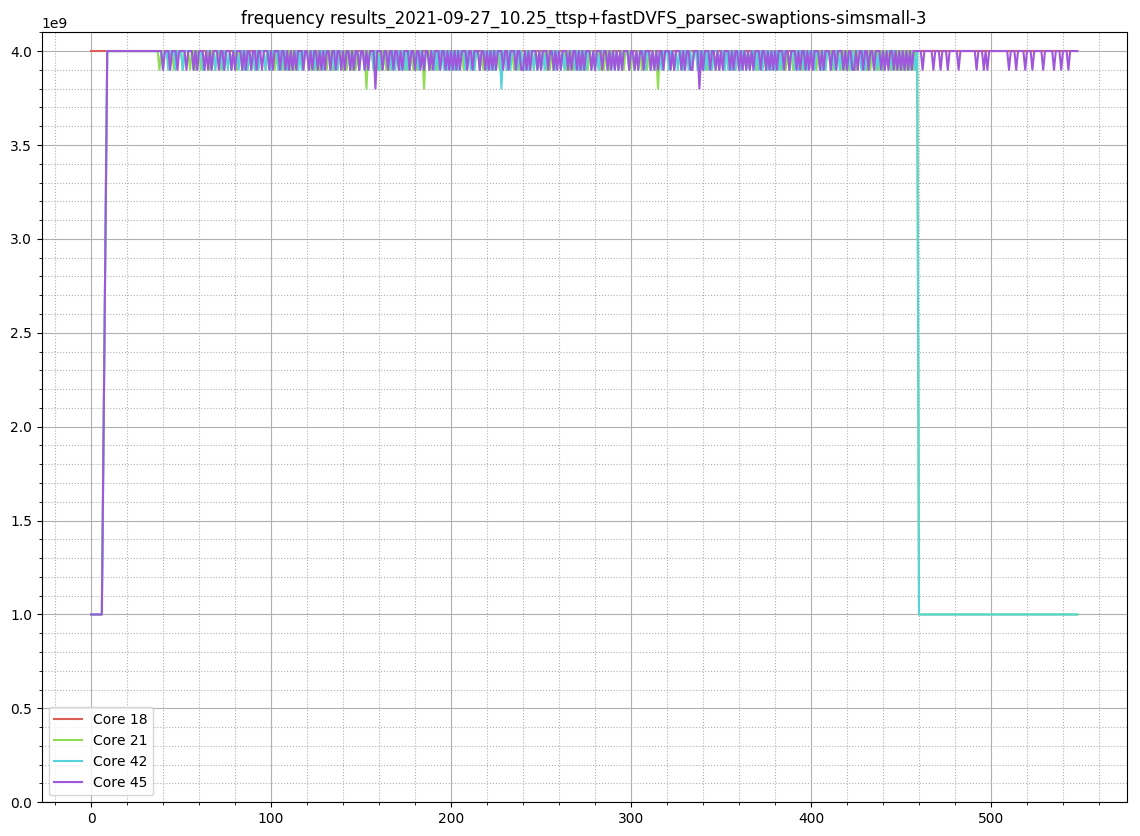 frequency results_2021-09-27_10.25_ttsp+fastDVFS_parsec-swaptions-simsmall-3
1e9
4.0
3.5
3.0
2.5
2.0
1.5
1.0
0.5
0.0
Core 18
Core 21
Core 42
Core 45
0 100 200 300 400 500